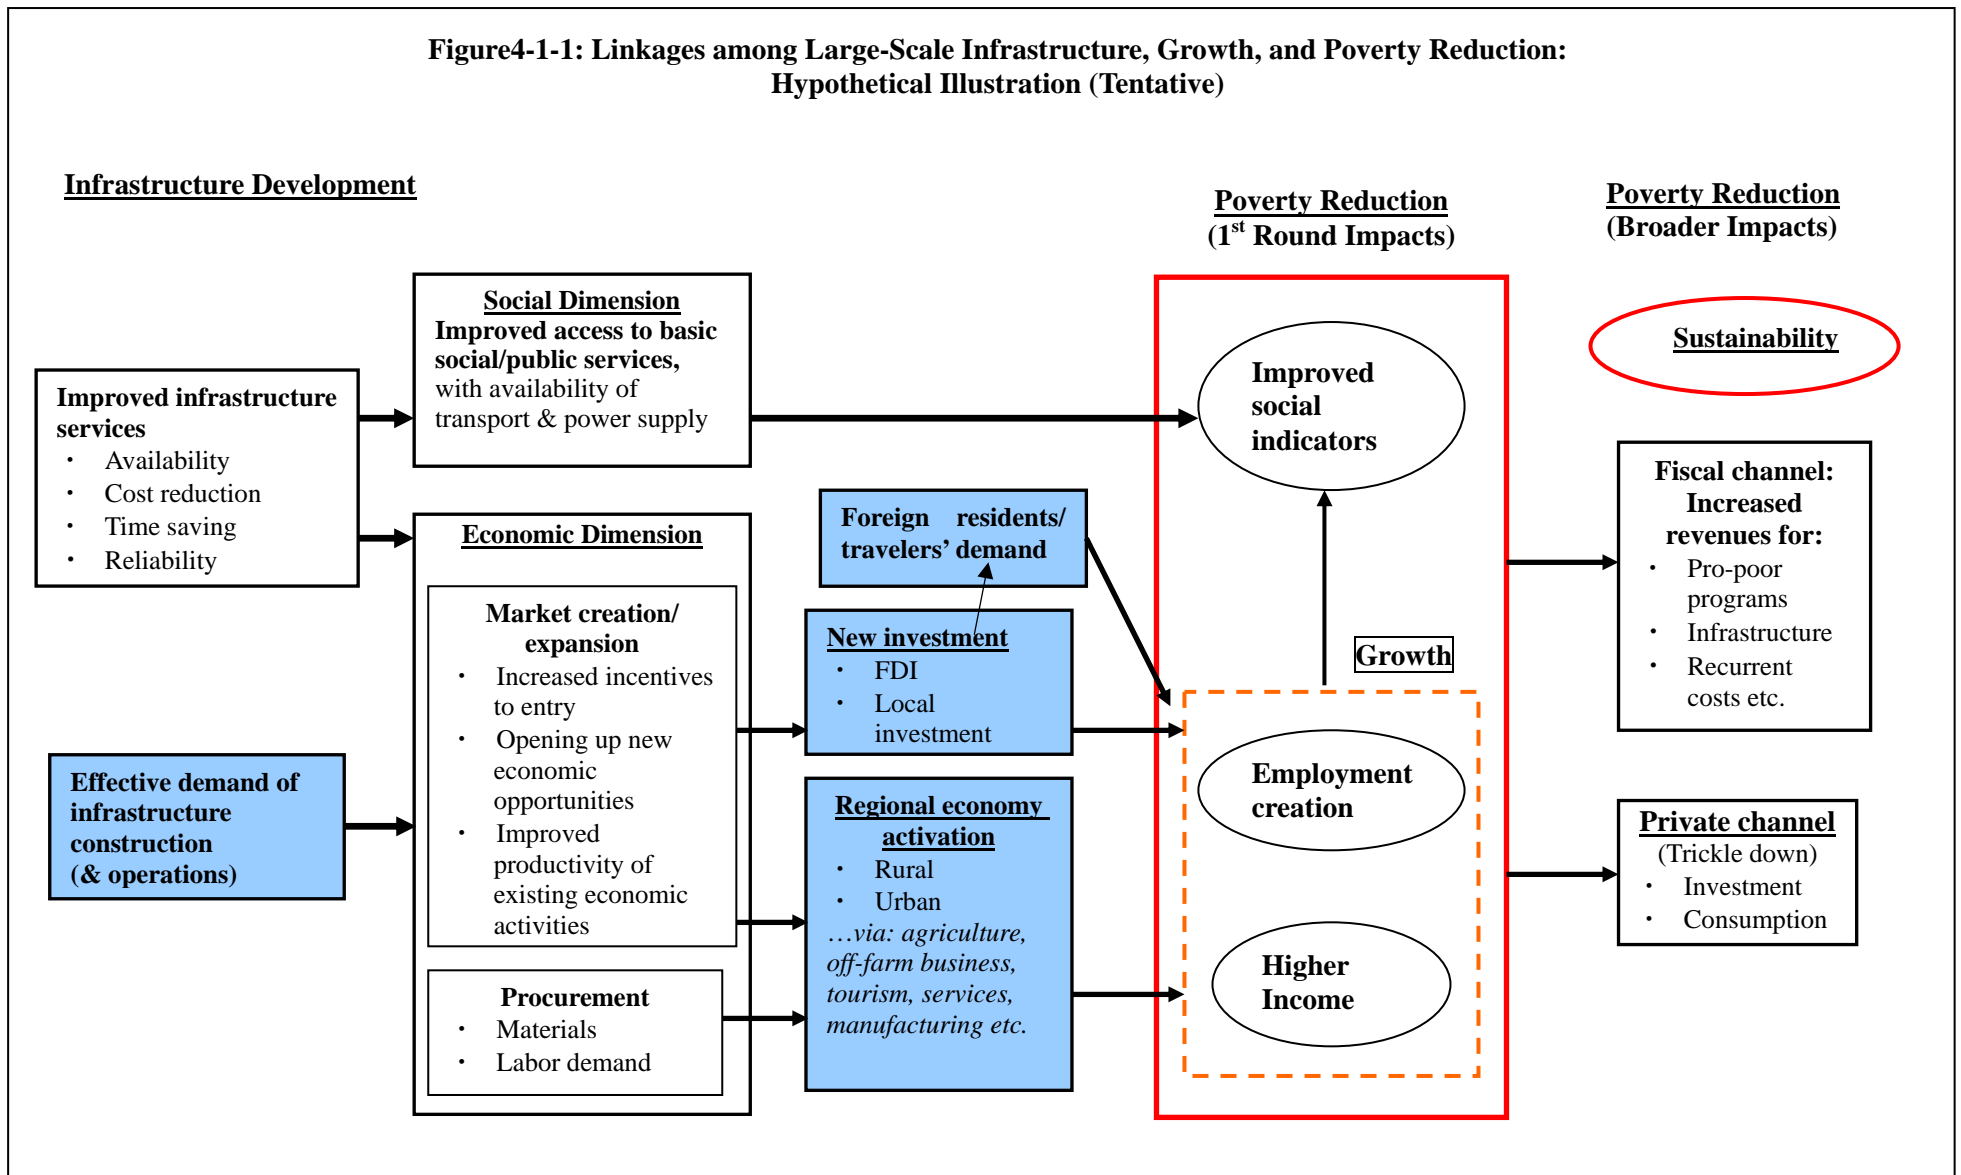 Figure4-1-1: Linkages among Large-Scale Infrastructure, Growth, and Poverty Reduction:
Hypothetical Illustration (Tentative)
Infrastructure Development
Poverty Reduction
(1st Round Impacts)
Poverty Reduction
(Broader Impacts)
Improved infrastructure
services
・ Availability
・ Cost reduction
・ Time saving
・ Reliability
Effective demand of
infrastructure
construction
(& operations)
Social Dimension
Improved access to basic
social/public services,
with availability of
transport & power supply
Economic Dimension
Market creation/
expansion
・ Increased incentives
to entry
・ Opening up new
economic
opportunities
・ Improved
productivity of
existing economic
activities
Procurement
・ Materials
・ Labor demand
Foreign residents/
travelers’ demand
New investment
・ FDI
・ Local
investment
Regional economy
activation
・ Rural
・ Urban
…via: agriculture,
off-farm business,
tourism, services,
manufacturing etc.
Improved
social
indicators
Growth
Employment
creation
Higher
Income
Sustainability
Fiscal channel:
Increased
revenues for:
・ Pro-poor
programs
・ Infrastructure
・ Recurrent
costs etc.
Private channel
(Trickle down)
・ Investment
・ Consumption